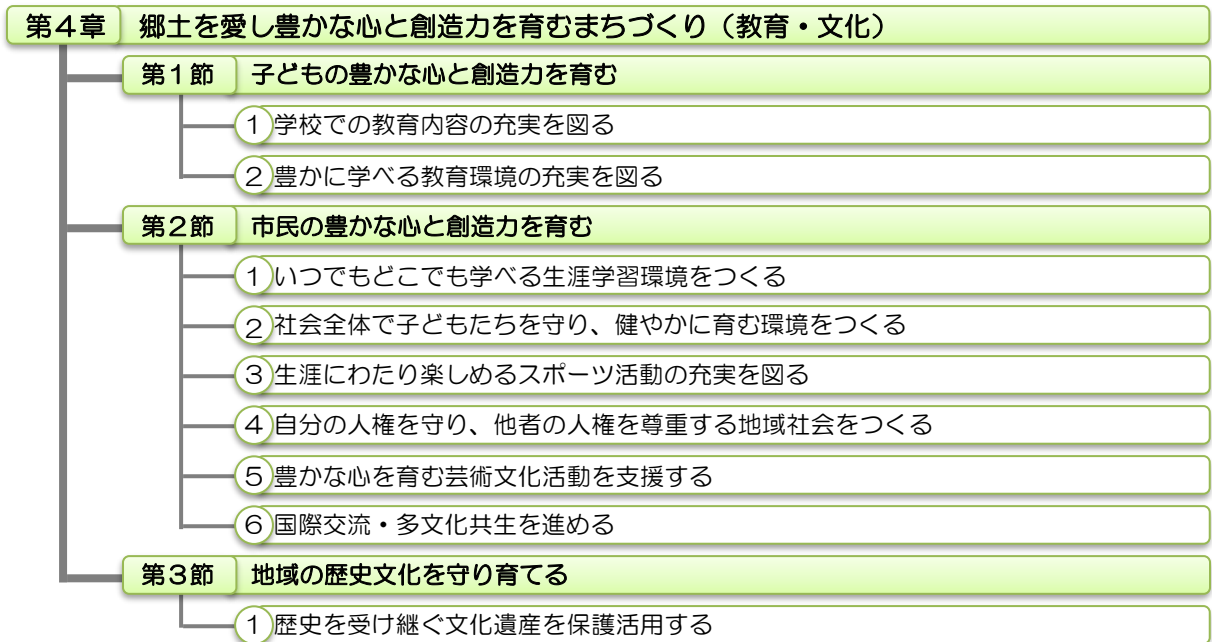 第４章 郷土を愛し豊かな心と創造力を育むまちづくり（教育・文化）
第１節 子どもの豊かな心と創造力を育む
１ 学校での教育内容の充実を図る
２ 豊かに学べる教育環境の充実を図る
第２節 市民の豊かな心と創造力を育む
１ いつでもどこでも学べる生涯学習環境をつくる
２ 社会全体で子どもたちを守り、健やかに育む環境をつくる
３ 生涯にわたり楽しめるスポーツ活動の充実を図る
４ 自分の人権を守り、他者の人権を尊重する地域社会をつくる
５ 豊かな心を育む芸術文化活動を支援する
６ 国際交流・多文化共生を進める
第３節 地域の歴史文化を守り育てる
１ 歴史を受け継ぐ文化遺産を保護活用する